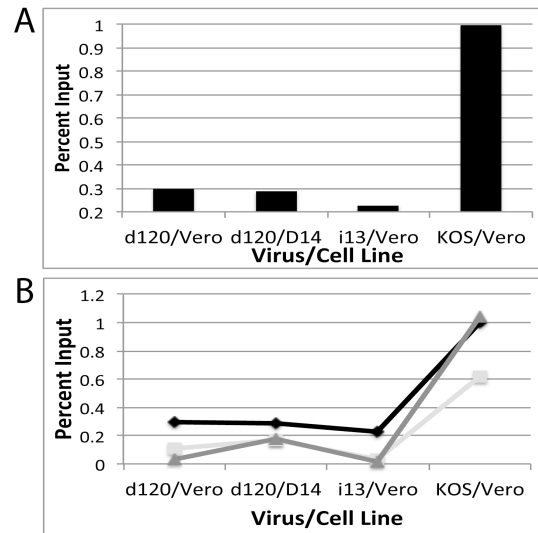 A
Percent Input
1
0.9
0.8
0.7
0.6
0.5
0.4
0.3
0.2
d120/Vero d120/D14 i13/Vero KOS/Vero
Virus/Cell Line
B
Percent Input
1.2
1
0.8
0.6
0.4
0.2
0
d120/Vero d120/D14 i13/Vero KOS/Vero
Virus/Cell Line